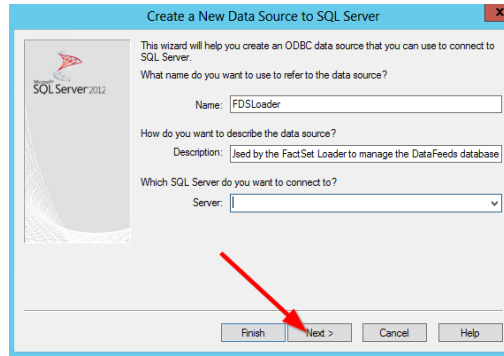 Create a New Data Source to SQL Server
x
This wizard will help you create an ODBC data source that you can use to connect to
SQL Server.
What name do you want to use to refer to the data source?
Microsoft
SQL Server 2012
Name: FDSLoader
How do you want to describe the data source?
Description: Jsed by the FactSet Loader to manage the DataFeeds database
Which SQL Server do you want to connect to?
Server:
Finish
Next >
Cancel
Help